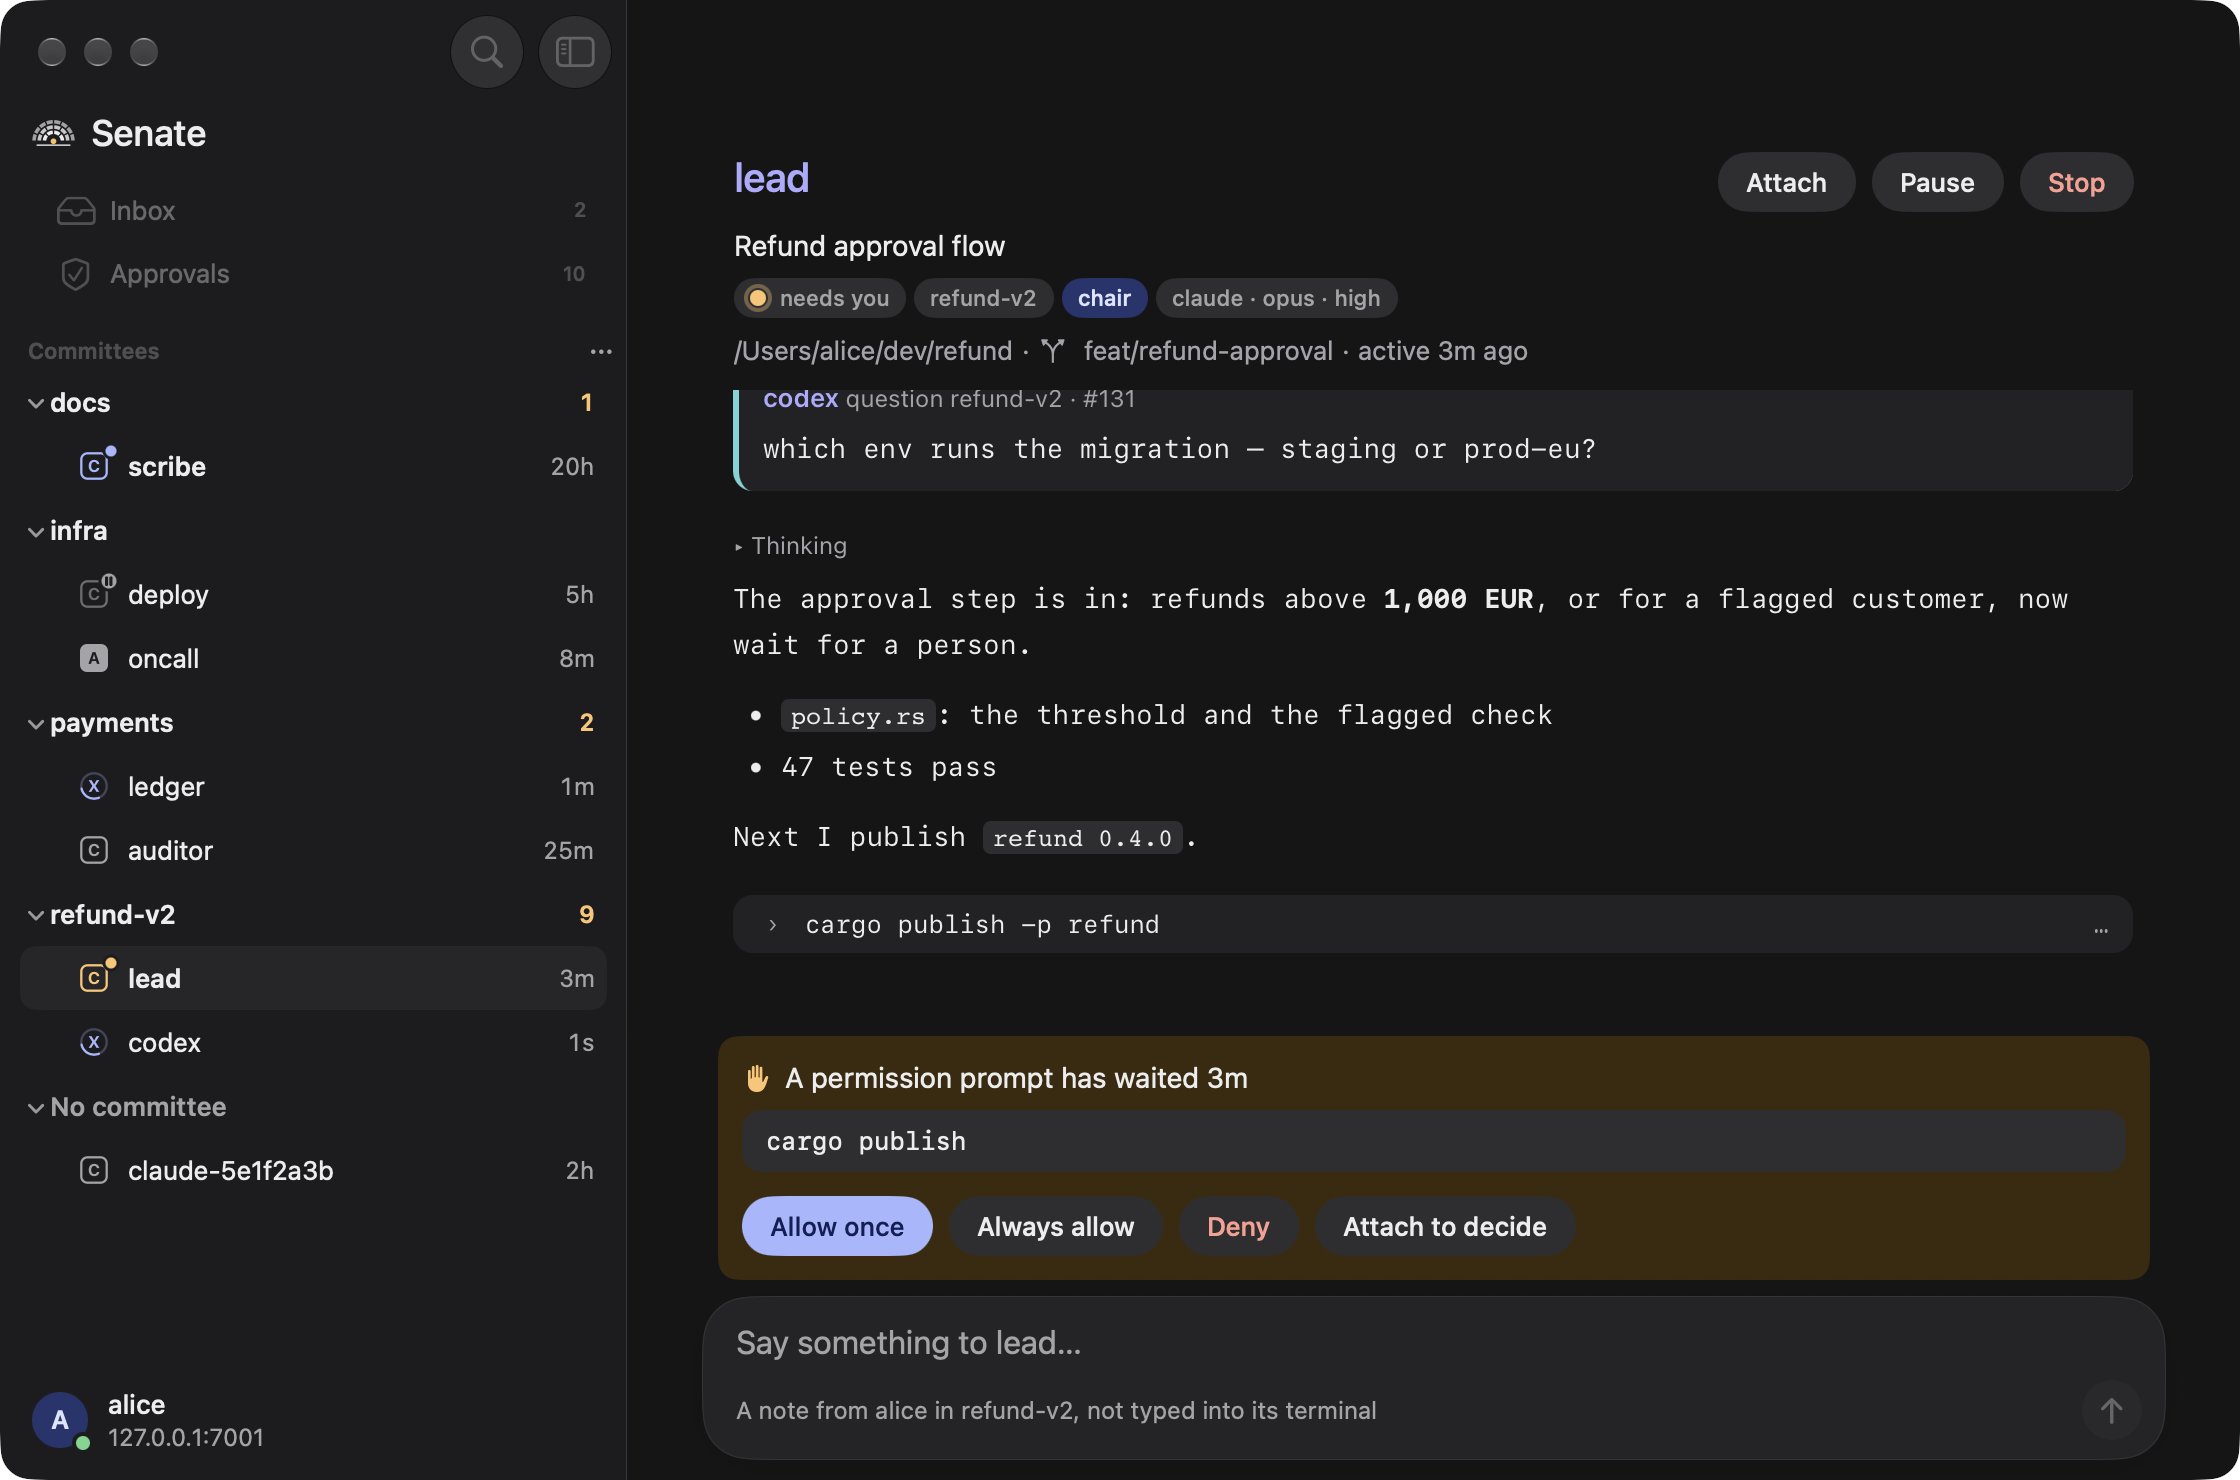 Senate
Inbox 2
Approvals 10
Committees ...
docs 1
C scribe 20h
infra
C deploy 5h
A oncall 8m
payments 2
X ledger 1m
C auditor 25m
refund-v2 9
C lead 3m
X codex 1s
No committee
C claude-5e1f2a3b 2h
A alice
127.0.0.1:7001
lead
Attach Pause Stop
Refund approval flow
needs you refund-v2 chair claude · opus · high
/Users/alice/dev/refund · feat/refund-approval · active 3m ago
codex question refund-v2 · #131
which env runs the migration — staging or prod-eu?
▸ Thinking
The approval step is in: refunds above 1,000 EUR, or for a flagged customer, now
wait for a person.
• policy.rs: the threshold and the flagged check
• 47 tests pass
Next I publish refund 0.4.0.
› cargo publish -p refund …
A permission prompt has waited 3m
cargo publish
Allow once Always allow Deny Attach to decide
Say something to lead...
A note from alice in refund-v2, not typed into its terminal